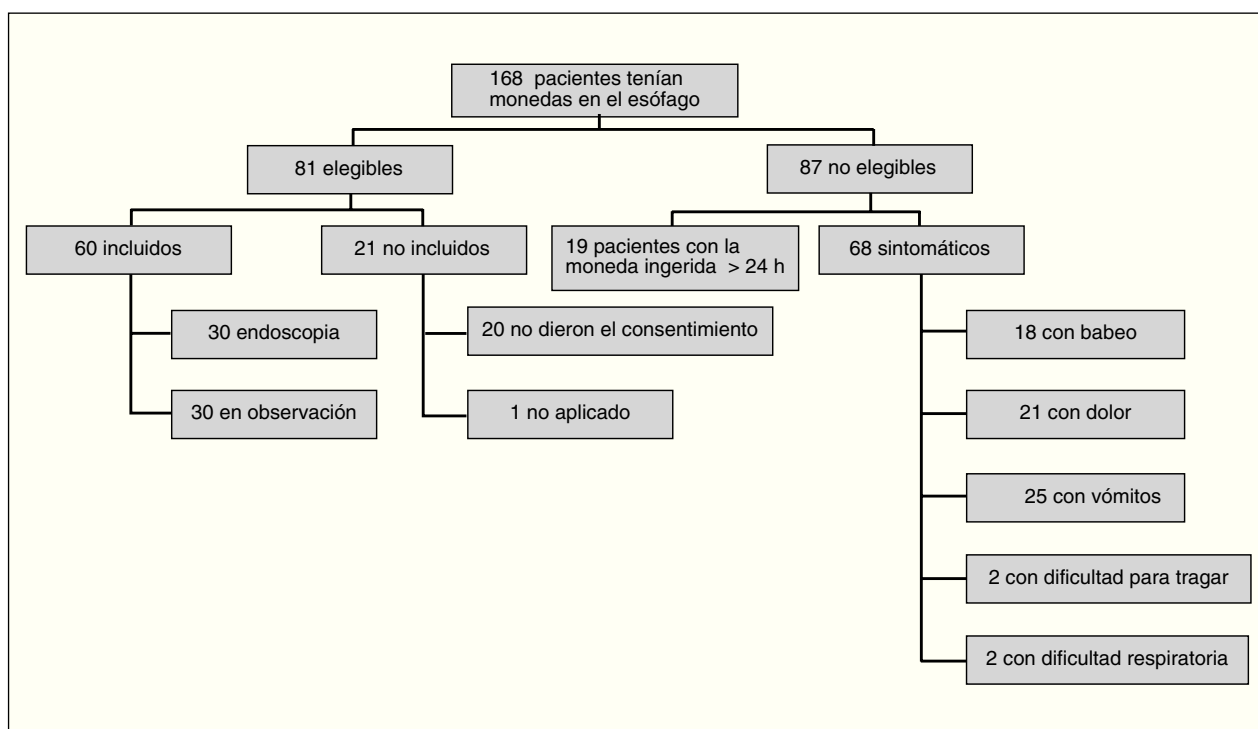 168 pacientes tenían
monedas en el esófago
81 elegibles
87 no elegibles
60 incluidos
21 no incluidos
19 pacientes con la
moneda ingerida > 24 h
68 sintomáticos
30 endoscopia
20 no dieron el consentimiento
18 con babeo
30 en observación
1 no aplicado
21 con dolor
25 con vómitos
2 con dificultad para tragar
2 con dificultad respiratoria